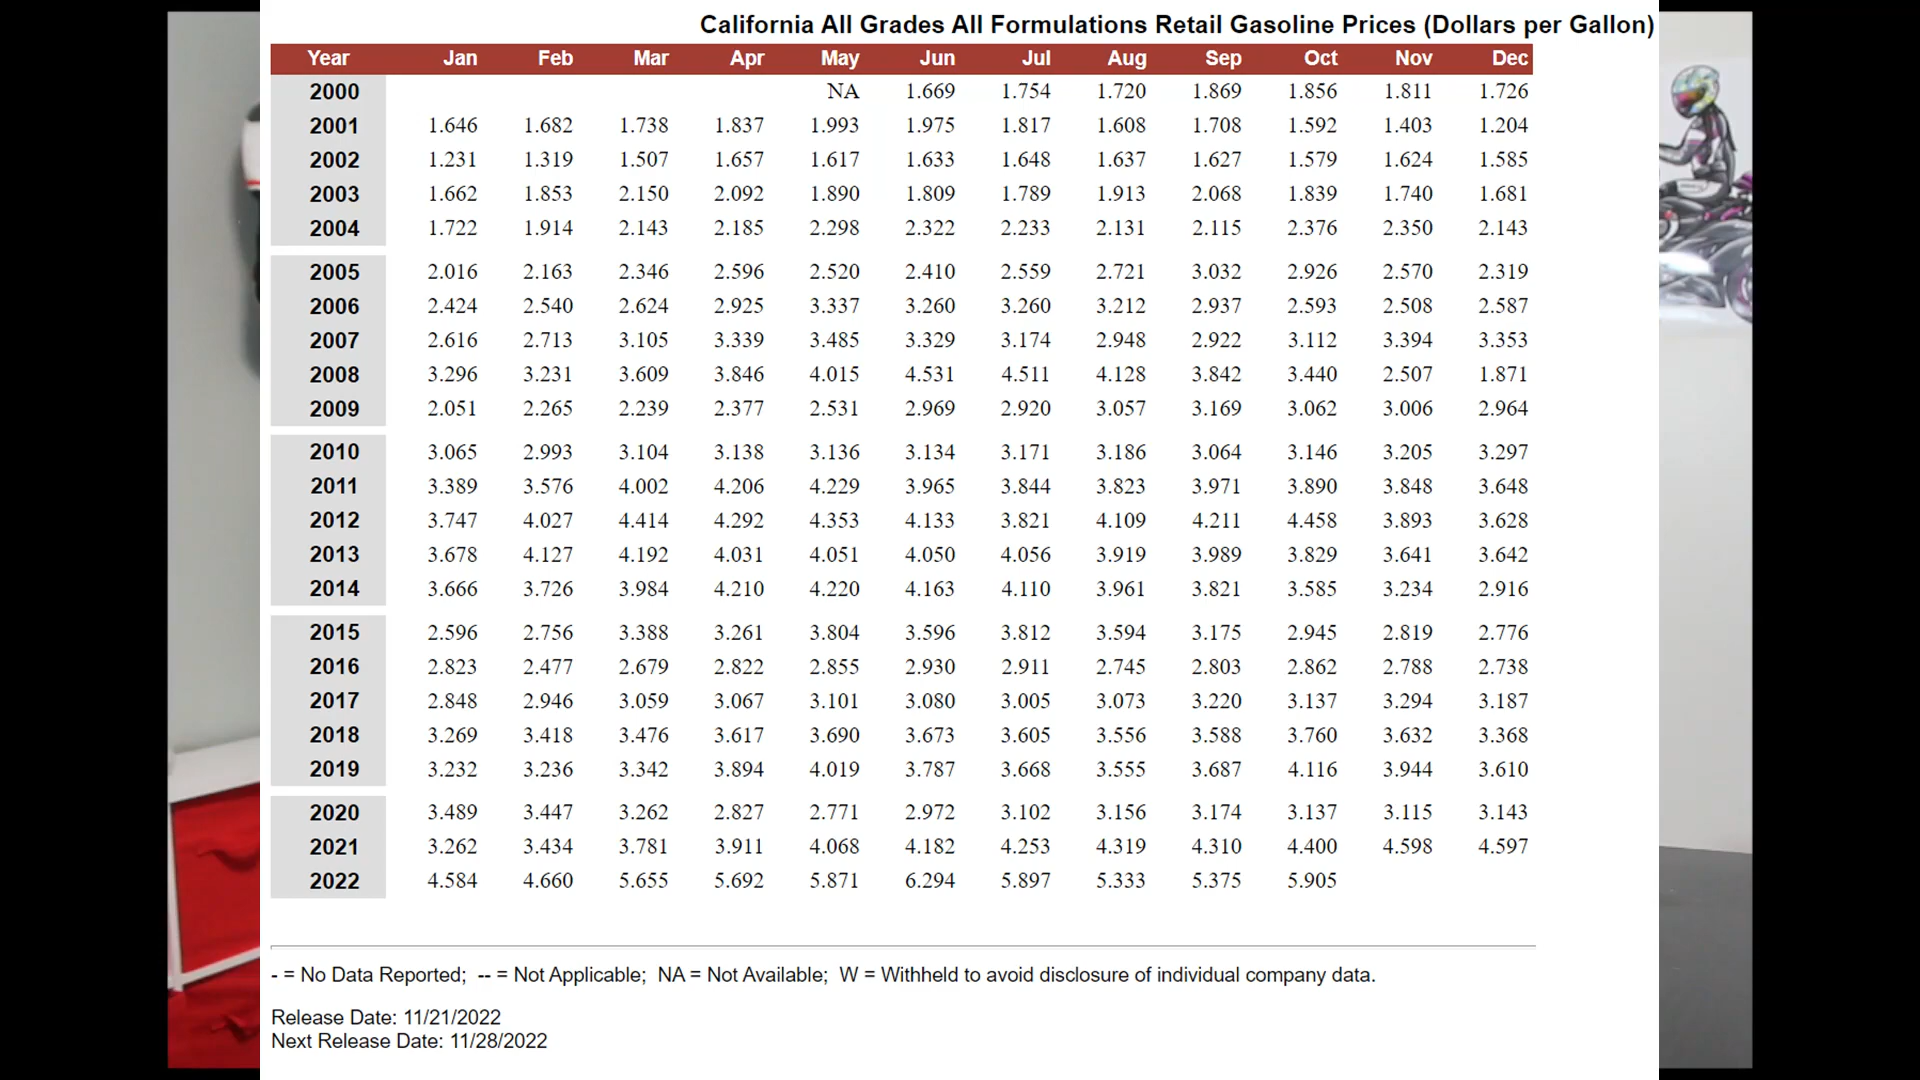 California All Grades All Formulations Retail Gasoline Prices (Dollars per Gallon)
Year Jan Feb Mar Apr May Jun Jul Aug Sep Oct Nov Dec
2000 NA 1.669 1.754 1.720 1.869 1.856 1.811 1.726
2001 1.646 1.682 1.738 1.837 1.993 1.975 1.817 1.608 1.708 1.592 1.403 1.204
2002 1.231 1.319 1.507 1.657 1.617 1.633 1.648 1.637 1.627 1.579 1.624 1.585
2003 1.662 1.853 2.150 2.092 1.890 1.809 1.789 1.913 2.068 1.839 1.740 1.681
2004 1.722 1.914 2.143 2.185 2.298 2.322 2.233 2.131 2.115 2.376 2.350 2.143
2005 2.016 2.163 2.346 2.596 2.520 2.410 2.559 2.721 3.032 2.926 2.570 2.319
2006 2.424 2.540 2.624 2.925 3.337 3.260 3.260 3.212 2.937 2.593 2.508 2.587
2007 2.616 2.713 3.105 3.339 3.485 3.329 3.174 2.948 2.922 3.112 3.394 3.353
2008 3.296 3.231 3.609 3.846 4.015 4.531 4.511 4.128 3.842 3.440 2.507 1.871
2009 2.051 2.265 2.239 2.377 2.531 2.969 2.920 3.057 3.169 3.062 3.006 2.964
2010 3.065 2.993 3.104 3.138 3.136 3.134 3.171 3.186 3.064 3.146 3.205 3.297
2011 3.389 3.576 4.002 4.206 4.229 3.965 3.844 3.823 3.971 3.890 3.848 3.648
2012 3.747 4.027 4.414 4.292 4.353 4.133 3.821 4.109 4.211 4.458 3.893 3.628
2013 3.678 4.127 4.192 4.031 4.051 4.050 4.056 3.919 3.989 3.829 3.641 3.642
2014 3.666 3.726 3.984 4.210 4.220 4.163 4.110 3.961 3.821 3.585 3.234 2.916
2015 2.596 2.756 3.388 3.261 3.804 3.596 3.812 3.594 3.175 2.945 2.819 2.776
2016 2.823 2.477 2.679 2.822 2.855 2.930 2.911 2.745 2.803 2.862 2.788 2.738
2017 2.848 2.946 3.059 3.067 3.101 3.080 3.005 3.073 3.220 3.137 3.294 3.187
2018 3.269 3.418 3.476 3.617 3.690 3.673 3.605 3.556 3.588 3.760 3.632 3.368
2019 3.232 3.236 3.342 3.894 4.019 3.787 3.668 3.555 3.687 4.116 3.944 3.610
2020 3.489 3.447 3.262 2.827 2.771 2.972 3.102 3.156 3.174 3.137 3.115 3.143
2021 3.262 3.434 3.781 3.911 4.068 4.182 4.253 4.319 4.310 4.400 4.598 4.597
2022 4.584 4.660 5.655 5.692 5.871 6.294 5.897 5.333 5.375 5.905
- = No Data Reported; -- = Not Applicable; NA = Not Available; W = Withheld to avoid disclosure of individual company data.
Release Date: 11/21/2022
Next Release Date: 11/28/2022